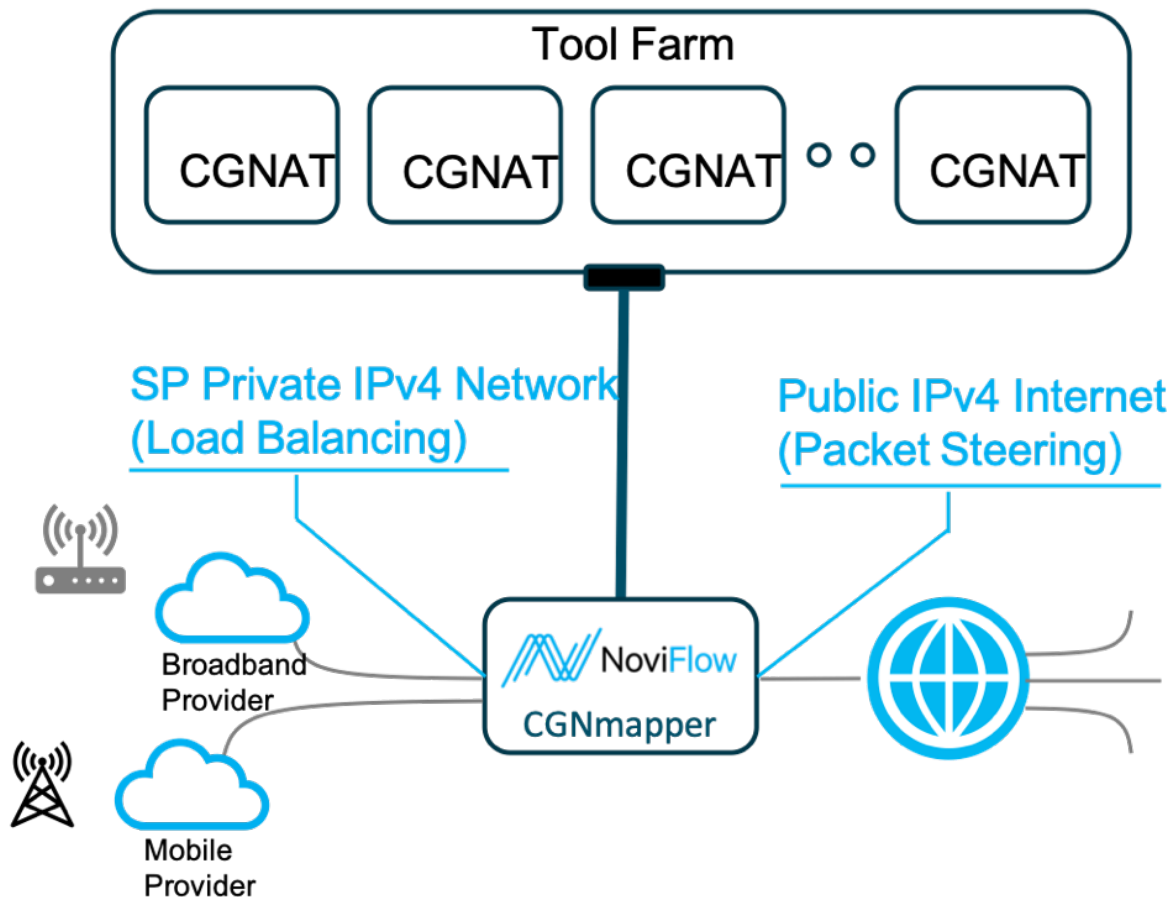 Tool Farm
CGNAT
CGNAT
CGNAT
CGNAT
SP Private IPv4 Network
(Load Balancing)
Public IPv4 Internet
(Packet Steering)
Broadband
Provider
NoviFlow
CGNmapper
Mobile
Provider